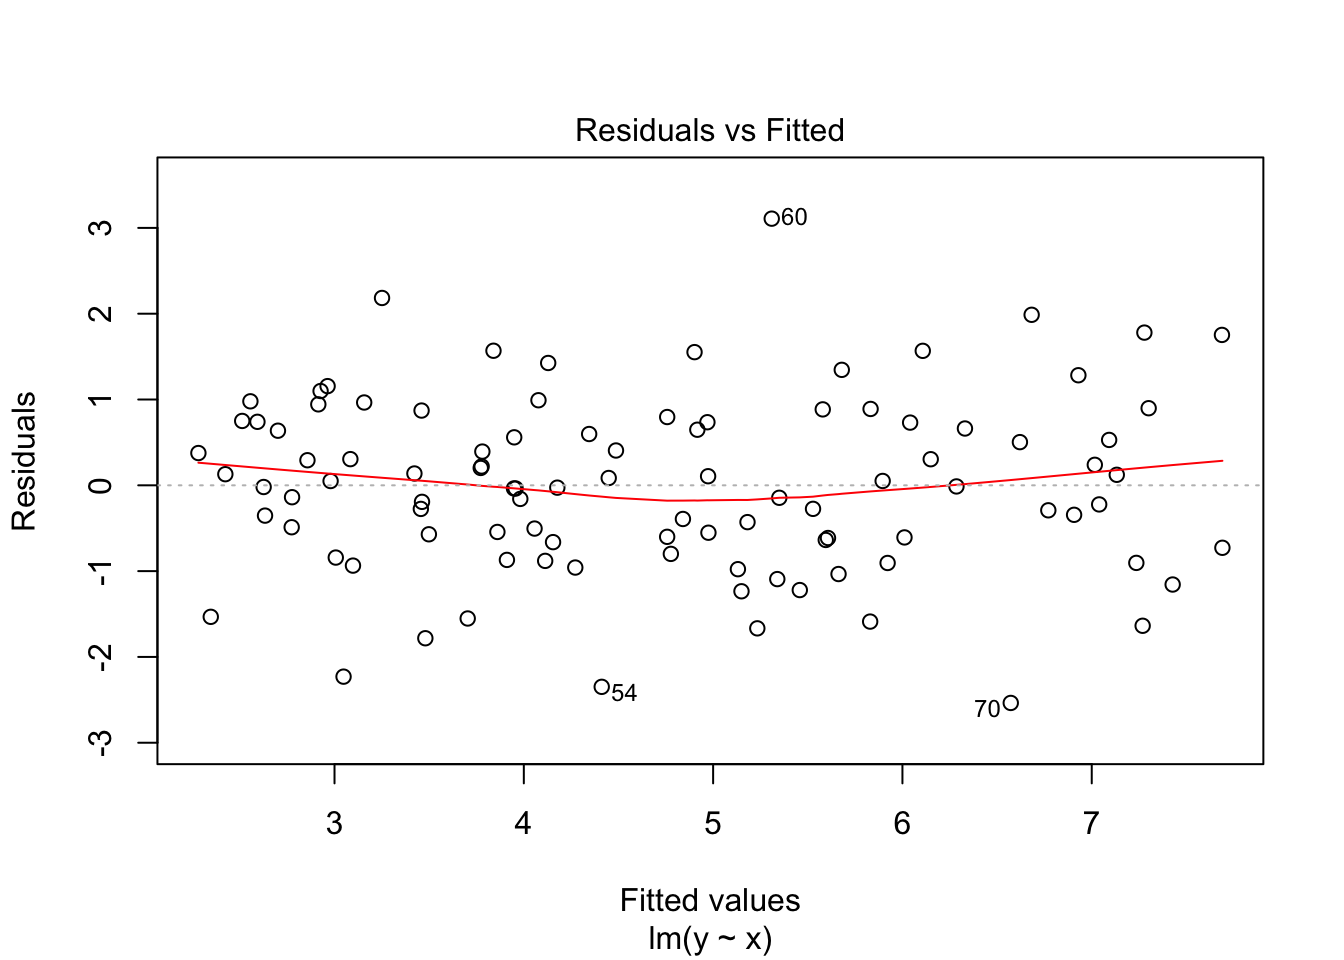 Residuals vs Fitted
Residuals
3
2
1
0
-1
-2
-3
60
54
70
3 4 5 6 7
Fitted values
lm(y ~ x)